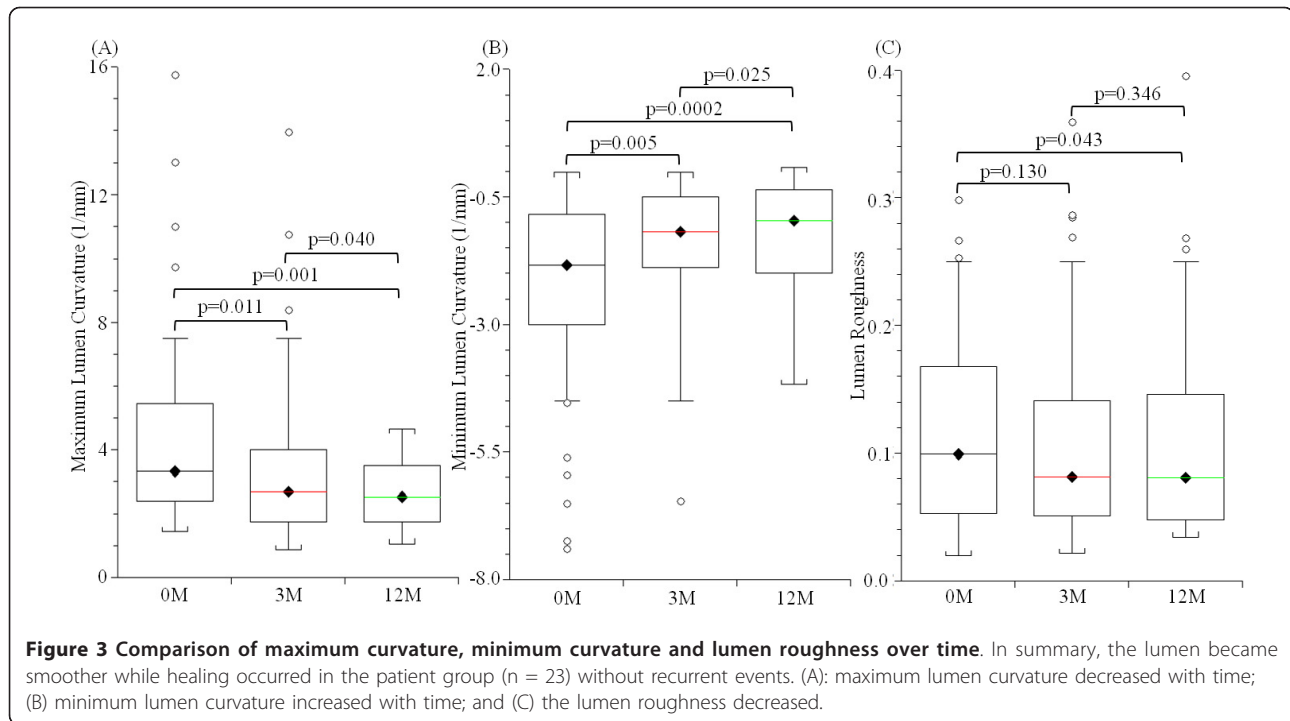 (A)
16
12
8
4
0
Maximum Lumen Curvature (1/mm)
p=0.040
p=0.001
p=0.011
0M
3M
12M
(B)
2.0
-0.5
-3.0
-5.5
-8.0
Minimum Lumen Curvature (1/mm)
p=0.025
p=0.0002
p=0.005
0M
3M
12M
(C)
0.4
0.3
0.2
0.1
0.0
Lumen Roughness
p=0.346
p=0.043
p=0.130
0M
3M
12M
Figure 3 Comparison of maximum curvature, minimum curvature and lumen roughness over time. In summary, the lumen became
smoother while healing occurred in the patient group (n = 23) without recurrent events. (A): maximum lumen curvature decreased with time;
(B) minimum lumen curvature increased with time; and (C) the lumen roughness decreased.